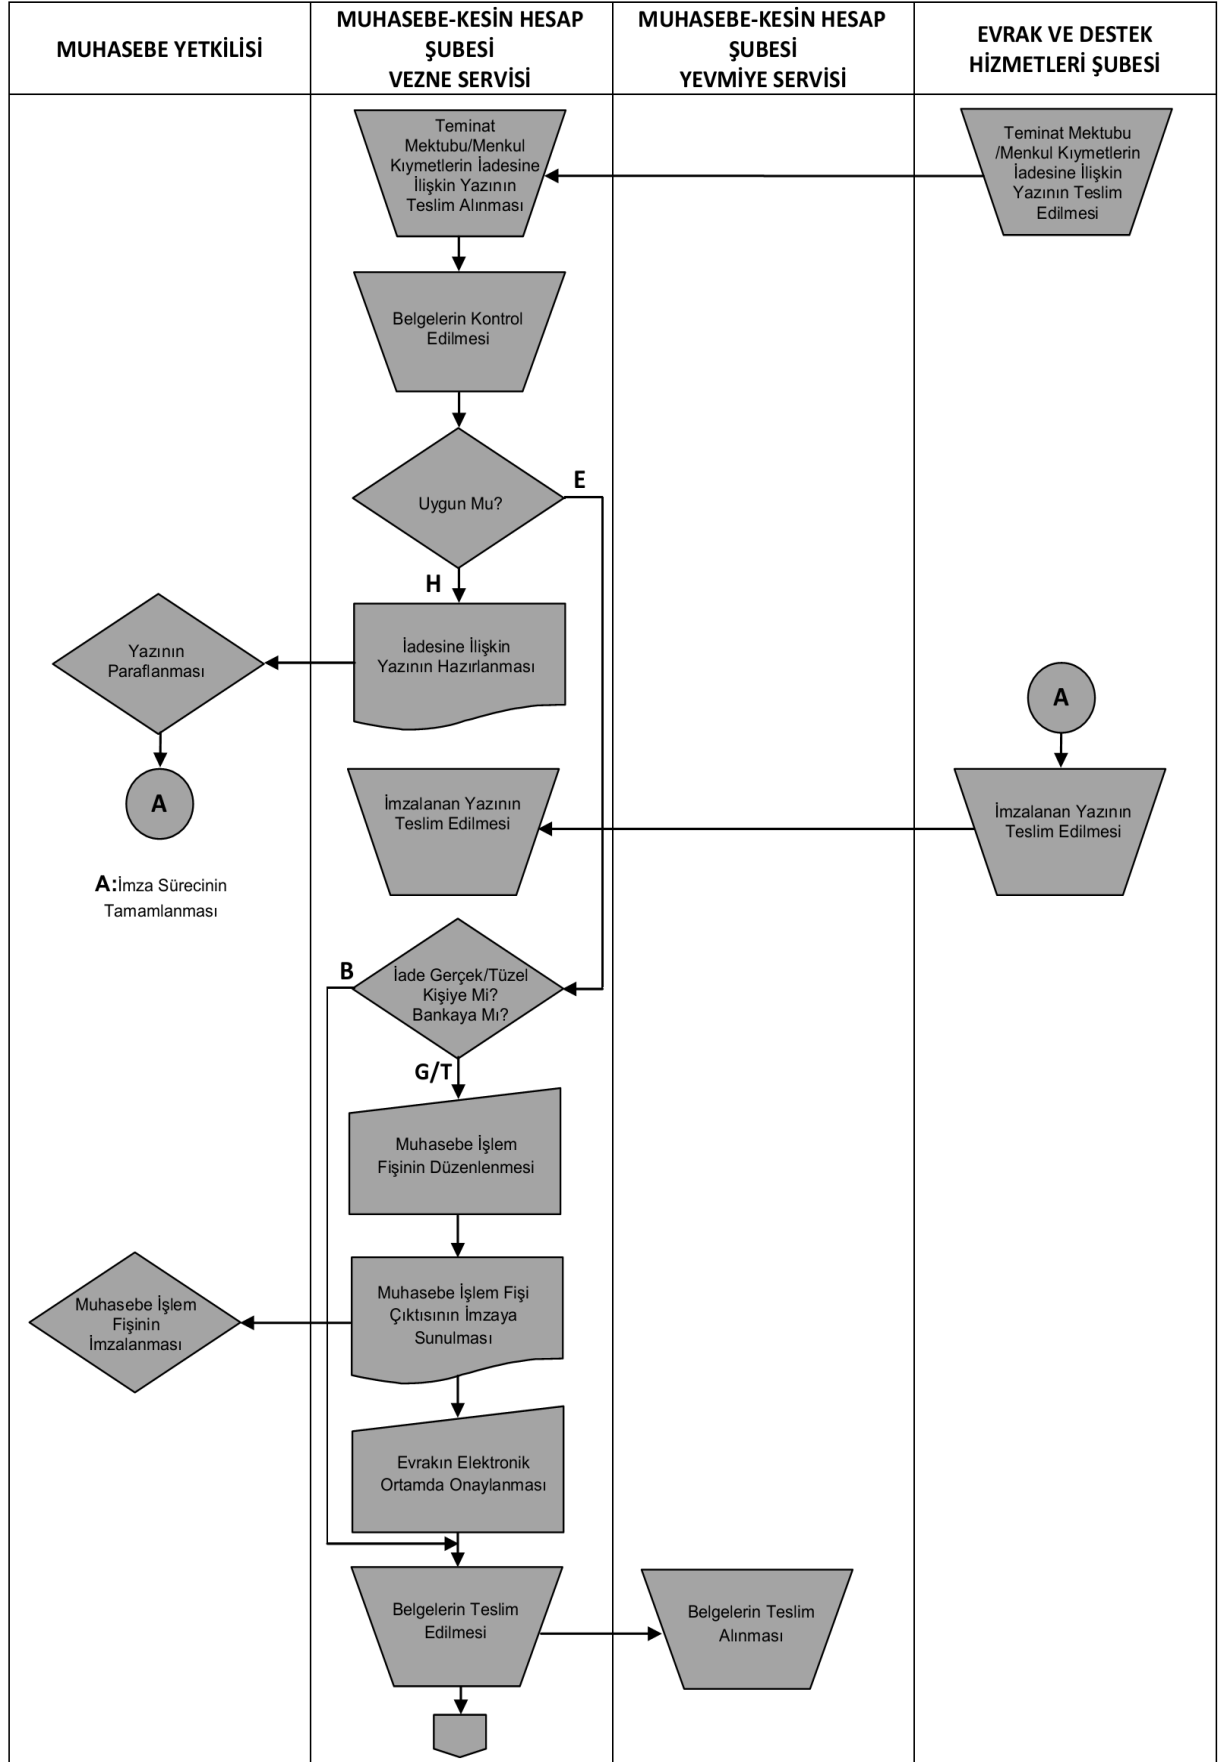 MUHASEBE YETKİLİSİ
MUHASEBE-KESİN HESAP
ŞUBESİ
VEZNE SERVİSİ
MUHASEBE-KESİN HESAP
ŞUBESİ
YEVMİYE SERVİSİ
EVRAK VE DESTEK
HİZMETLERİ ŞUBESİ
Teminat
Mektubu/Menkul
Kıymetlerin İadesine
İlişkin Yazının
Teslim Alınması
Teminat Mektubu
/Menkul Kıymetlerin
İadesine İlişkin
Yazının Teslim
Edilmesi
Belgelerin Kontrol
Edilmesi
Uygun Mu?
E
H
İadesine İlişkin
Yazının Hazırlanması
Yazının
Paraflanması
A
A
A:İmza Sürecinin
Tamamlanması
İmzalanan Yazının
Teslim Edilmesi
İmzalanan Yazının
Teslim Edilmesi
B
İade Gerçek/Tüzel
Kişiye Mi?
Bankaya Mı?
G/T
Muhasebe İşlem
Fişinin Düzenlenmesi
Muhasebe İşlem Fişi
Çıktısının İmzaya
Sunulması
Muhasebe İşlem
Fişinin
İmzalanması
Evrakın Elektronik
Ortamda Onaylanması
Belgelerin Teslim
Edilmesi
Belgelerin Teslim
Alınması